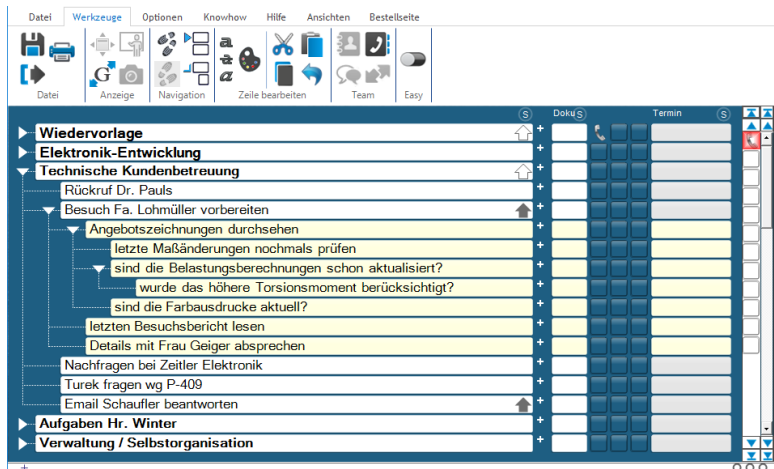 Datei Werkzeuge Optionen Knowhow Hilfe Ansichten Bestellseite
a
a
G a
Datei Anzeige Navigation Zeile bearbeiten Team Easy
S Doku S Termin S
Wiedervorlage
Elektronik-Entwicklung
Technische Kundenbetreuung
Rückruf Dr. Pauls
Besuch Fa. Lohmüller vorbereiten
Angebotszeichnungen durchsehen
letzte Maßänderungen nochmals prüfen
sind die Belastungsberechnungen schon aktualisiert?
wurde das höhere Torsionsmoment berücksichtigt?
sind die Farbausdrucke aktuell?
letzten Besuchsbericht lesen
Details mit Frau Geiger absprechen
Nachfragen bei Zeitler Elektronik
Turek fragen wg P-409
Email Schaufler beantworten
Aufgaben Hr. Winter
Verwaltung / Selbstorganisation